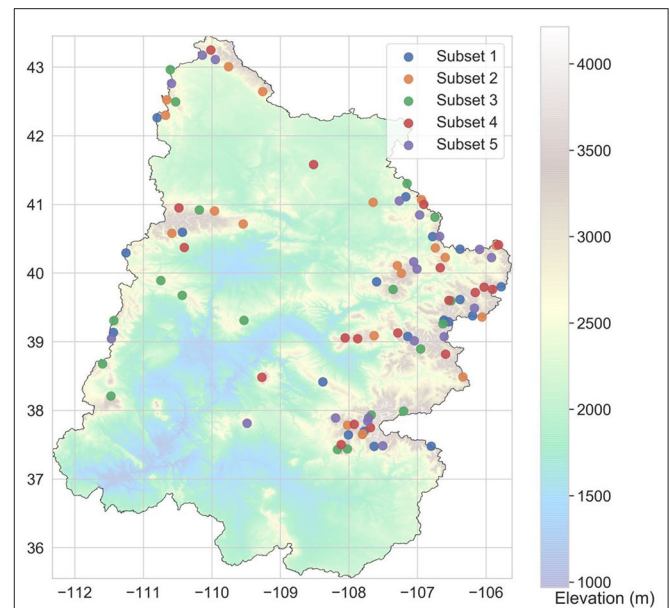 Subset 1
Subset 2
Subset 3
Subset 4
Subset 5
43
42
41
40
39
38
37
36
−112 −111 −110 −109 −108 −107 −106
4000
3500
3000
2500
2000
1500
1000
Elevation (m)